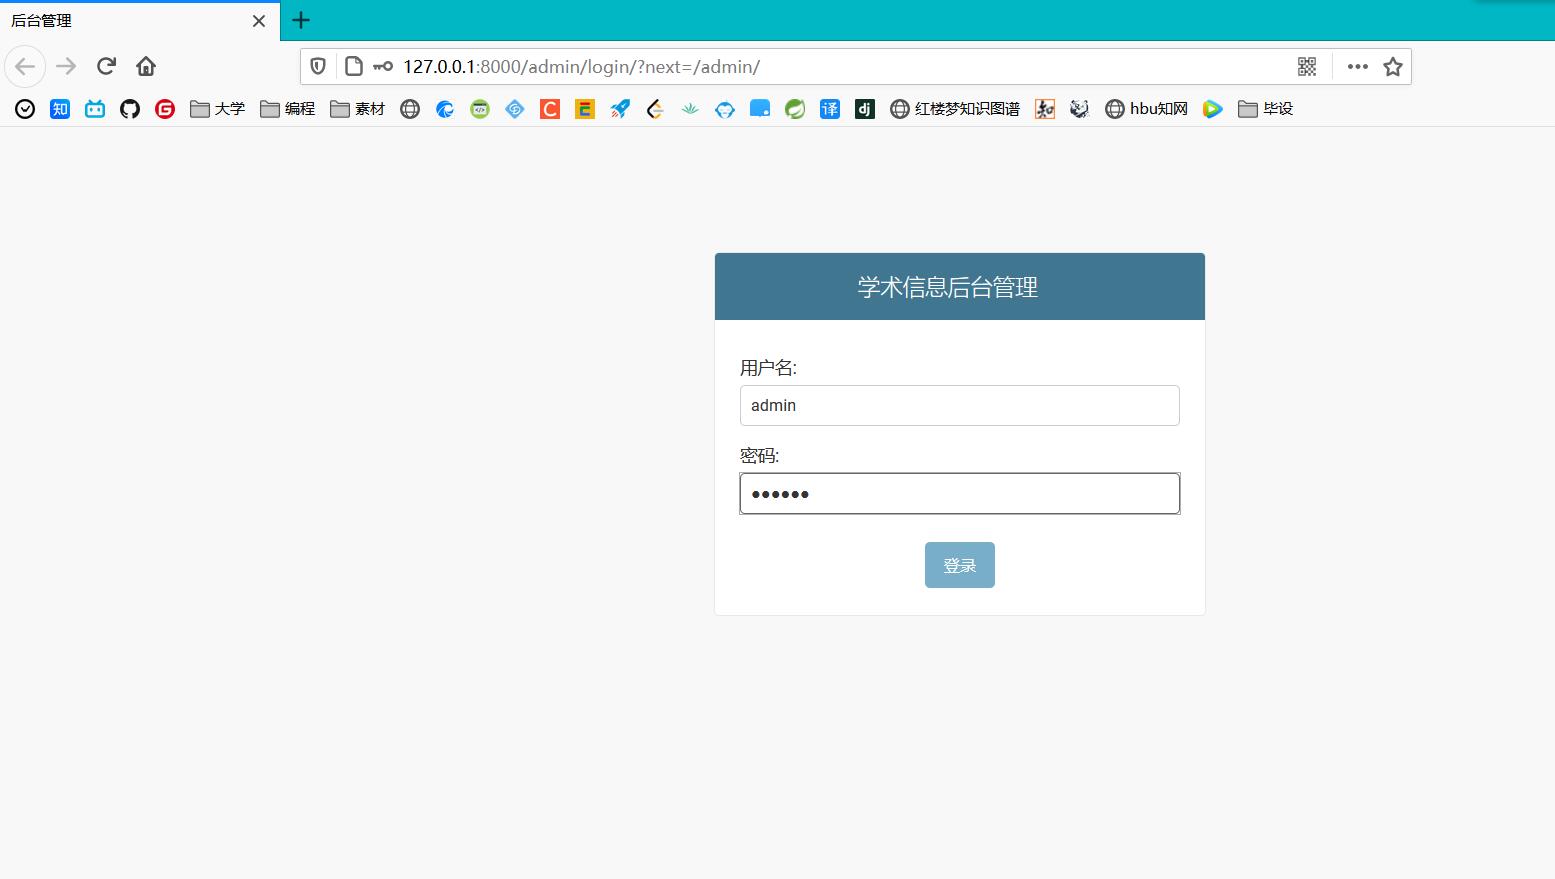 后台管理
127.0.0.1:8000/admin/login/?next=/admin/
知 大学 编程 素材 C E 译 dj 红楼梦知识图谱 hbu知网 毕设
学术信息后台管理
用户名:
admin
密码:
••••••
登录